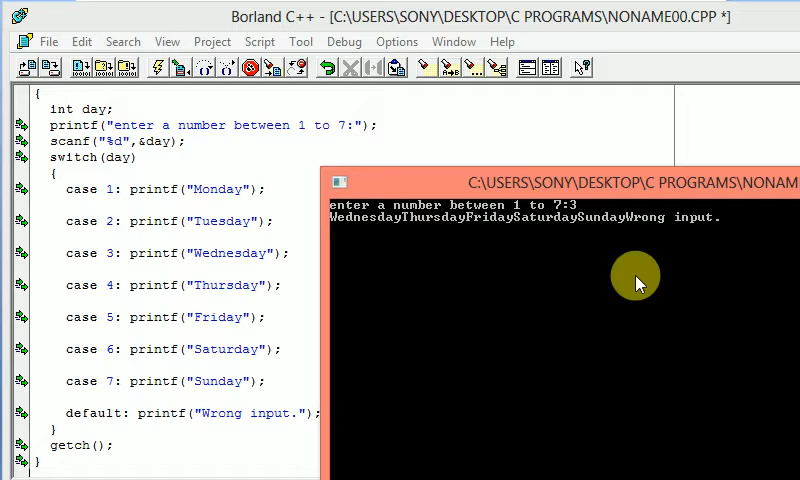 Borland C++ - [C:\USERS\SONY\DESKTOP\C PROGRAMS\NONAME00.CPP *]
File Edit Search View Project Script Tool Debug Options Window Help
{
int day;
printf("enter a number between 1 to 7:");
scanf("%d",&day);
switch(day)
{
case 1: printf("Monday");
case 2: printf("Tuesday");
case 3: printf("Wednesday");
case 4: printf("Thursday");
case 5: printf("Friday");
case 6: printf("Saturday");
case 7: printf("Sunday");
default: printf("Wrong input.");
}
getch();
}
C:\USERS\SONY\DESKTOP\C PROGRAMS\NONAM
enter a number between 1 to 7:3
WednesdayThursdayFridaySaturdaySundayWrong input.